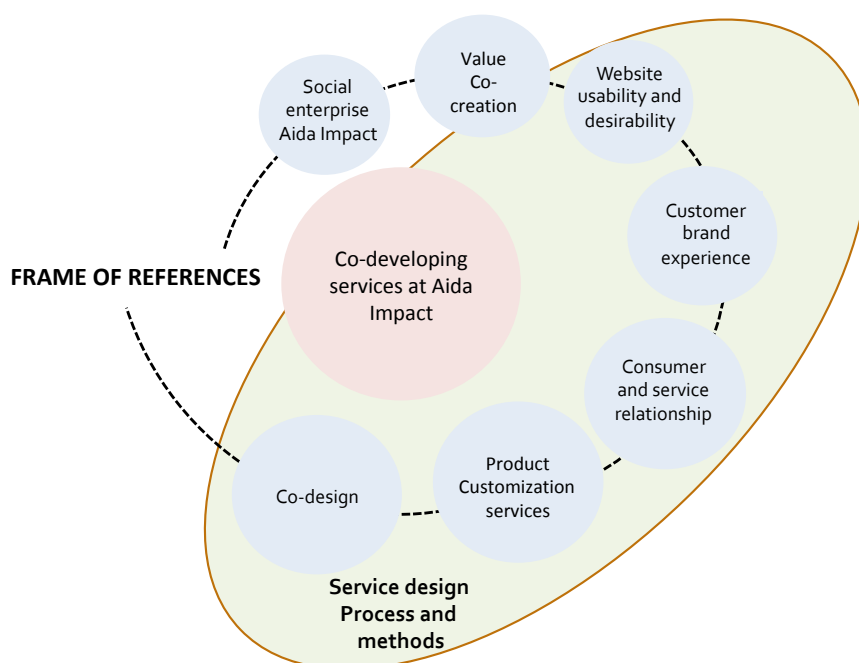 Value
Co-
creation
Website
usability and
desirability
Social
enterprise
Aida Impact
Customer
brand
experience
FRAME OF REFERENCES
Co-developing
services at Aida
Impact
Consumer
and service
relationship
Product
Customization
services
Co-design
Service design
Process and
methods